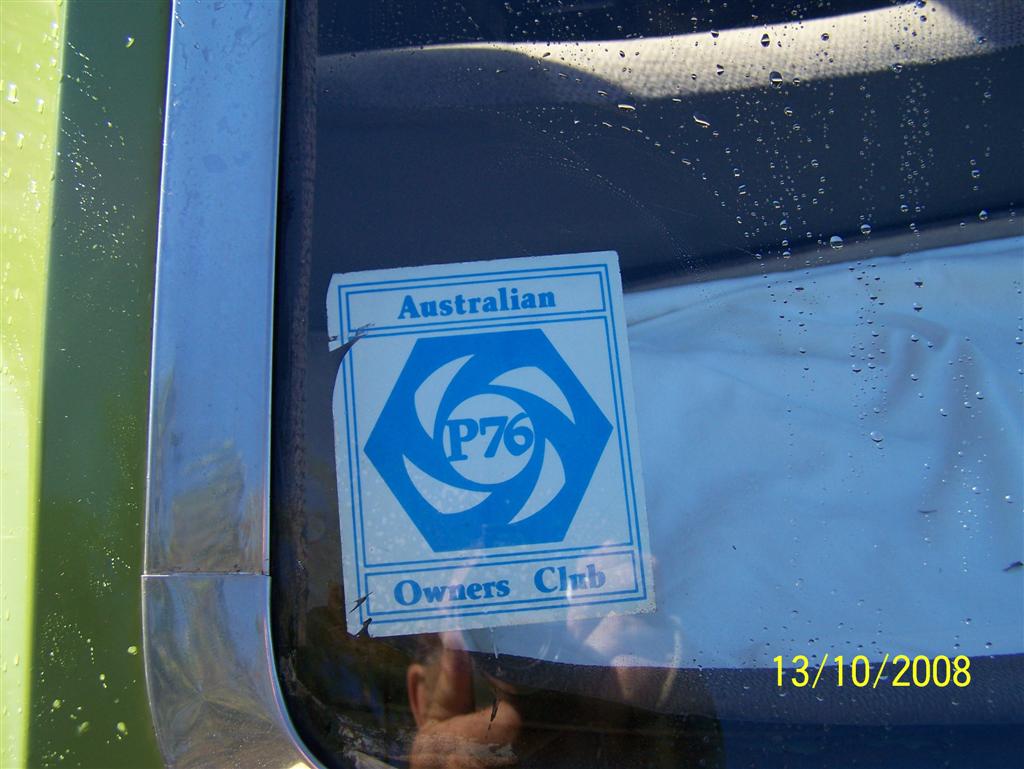 Australian
P76
Owners Club
13/10/2008